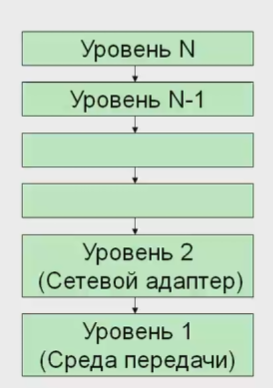 Уровень N
Уровень N-1
Уровень 2
(Сетевой адаптер)
Уровень 1
(Среда передачи)